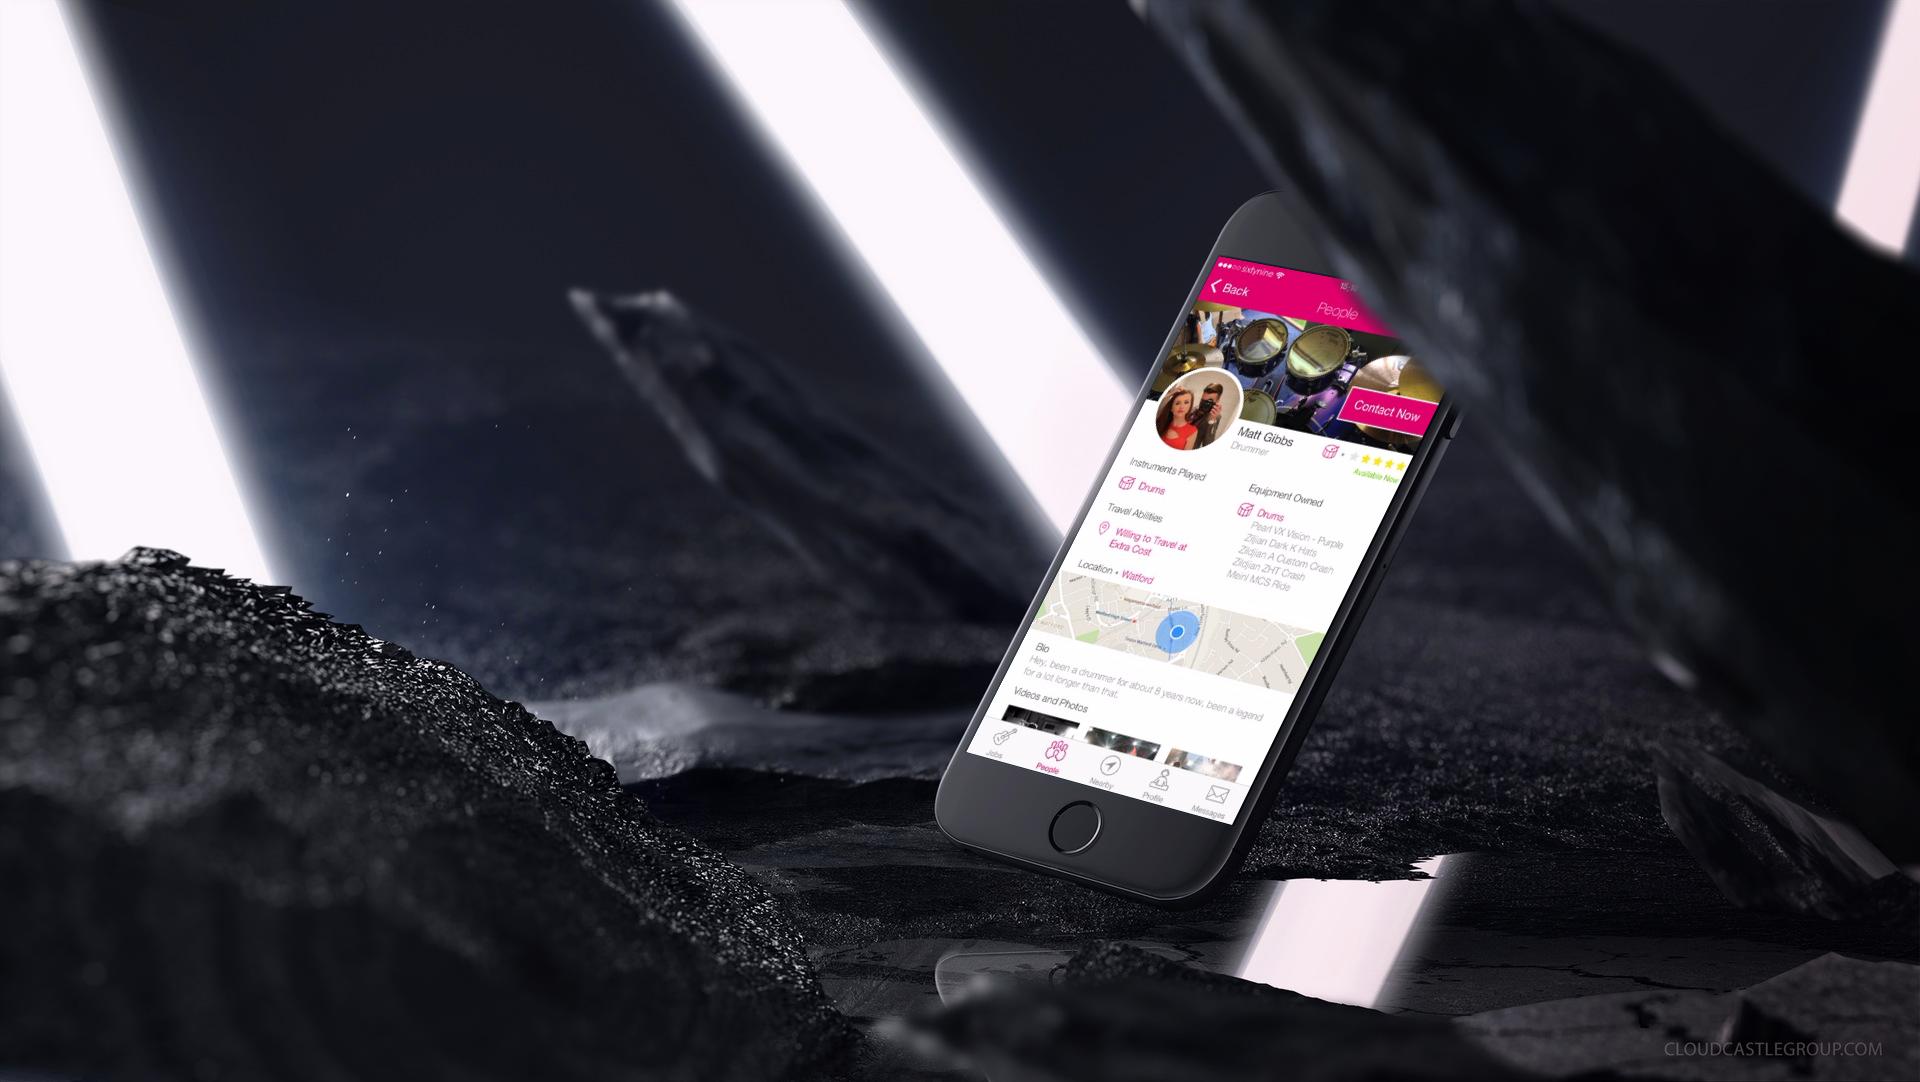 sixtynine
Back
People
Contact Now
Matt Gibbs
Drummer
Available Now
Instruments Played
Drums
Travel Abilities
Willing to Travel at
Extra Cost
Equipment Owned
Drums
Pearl VX Vision - Purple
Ziljian Dark K Hats
Zildjian A Custom Crash
Zildjian ZHT Crash
Meinl MCS Ride
Location • Watford
Bio
Hey, been a drummer for about 8 years now, been a legend
for a lot longer than that.
Videos and Photos
Jobs
People
Nearby
Profile
Messages
CLOUDCASTLEGROUP.COM